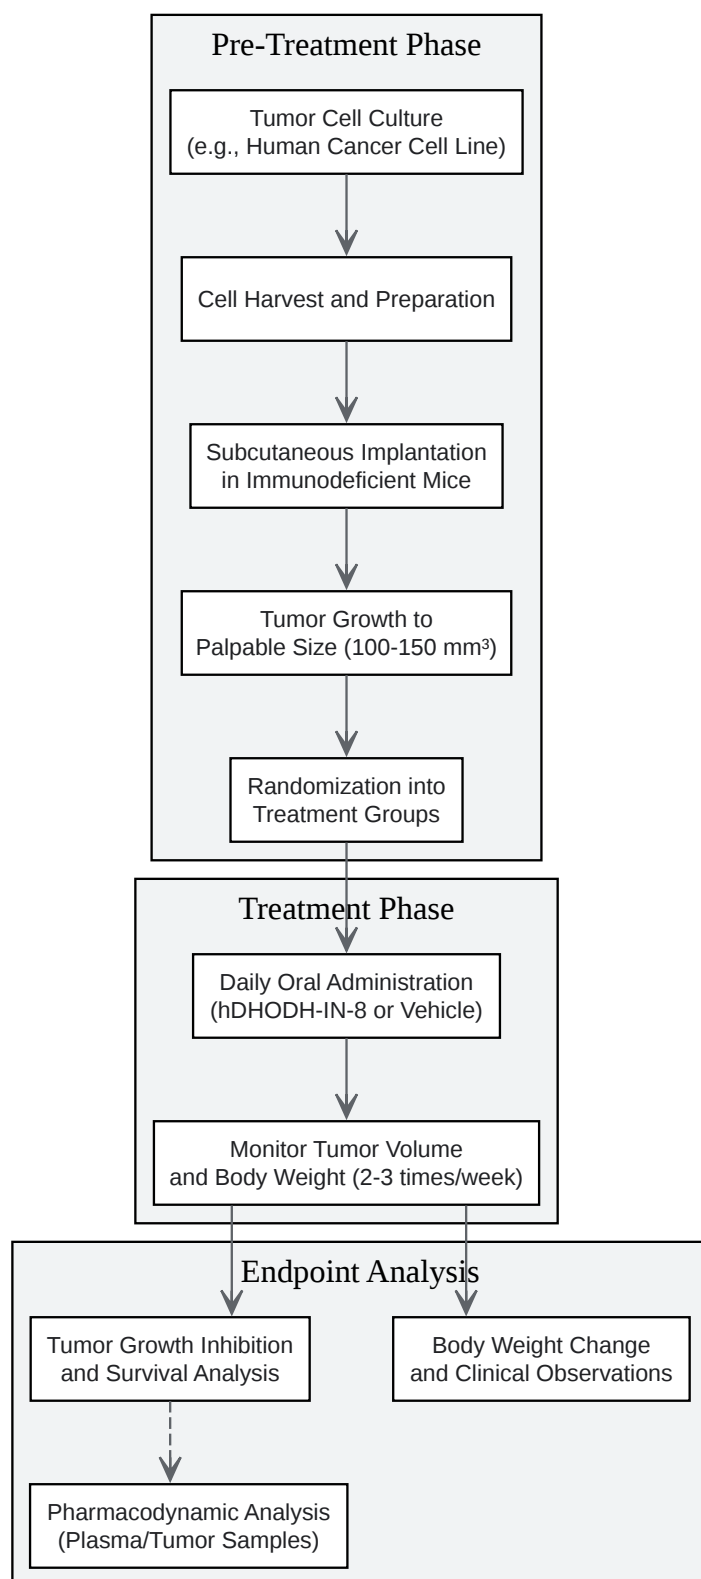 Pre-Treatment Phase
Tumor Cell Culture
(e.g., Human Cancer Cell Line)
Cell Harvest and Preparation
Subcutaneous Implantation
in Immunodeficient Mice
Tumor Growth to
Palpable Size (100-150 mm³)
Randomization into
Treatment Groups
Treatment Phase
Daily Oral Administration
(hDHODH-IN-8 or Vehicle)
Monitor Tumor Volume
and Body Weight (2-3 times/week)
Endpoint Analysis
Tumor Growth Inhibition
and Survival Analysis
Body Weight Change
and Clinical Observations
Pharmacodynamic Analysis
(Plasma/Tumor Samples)